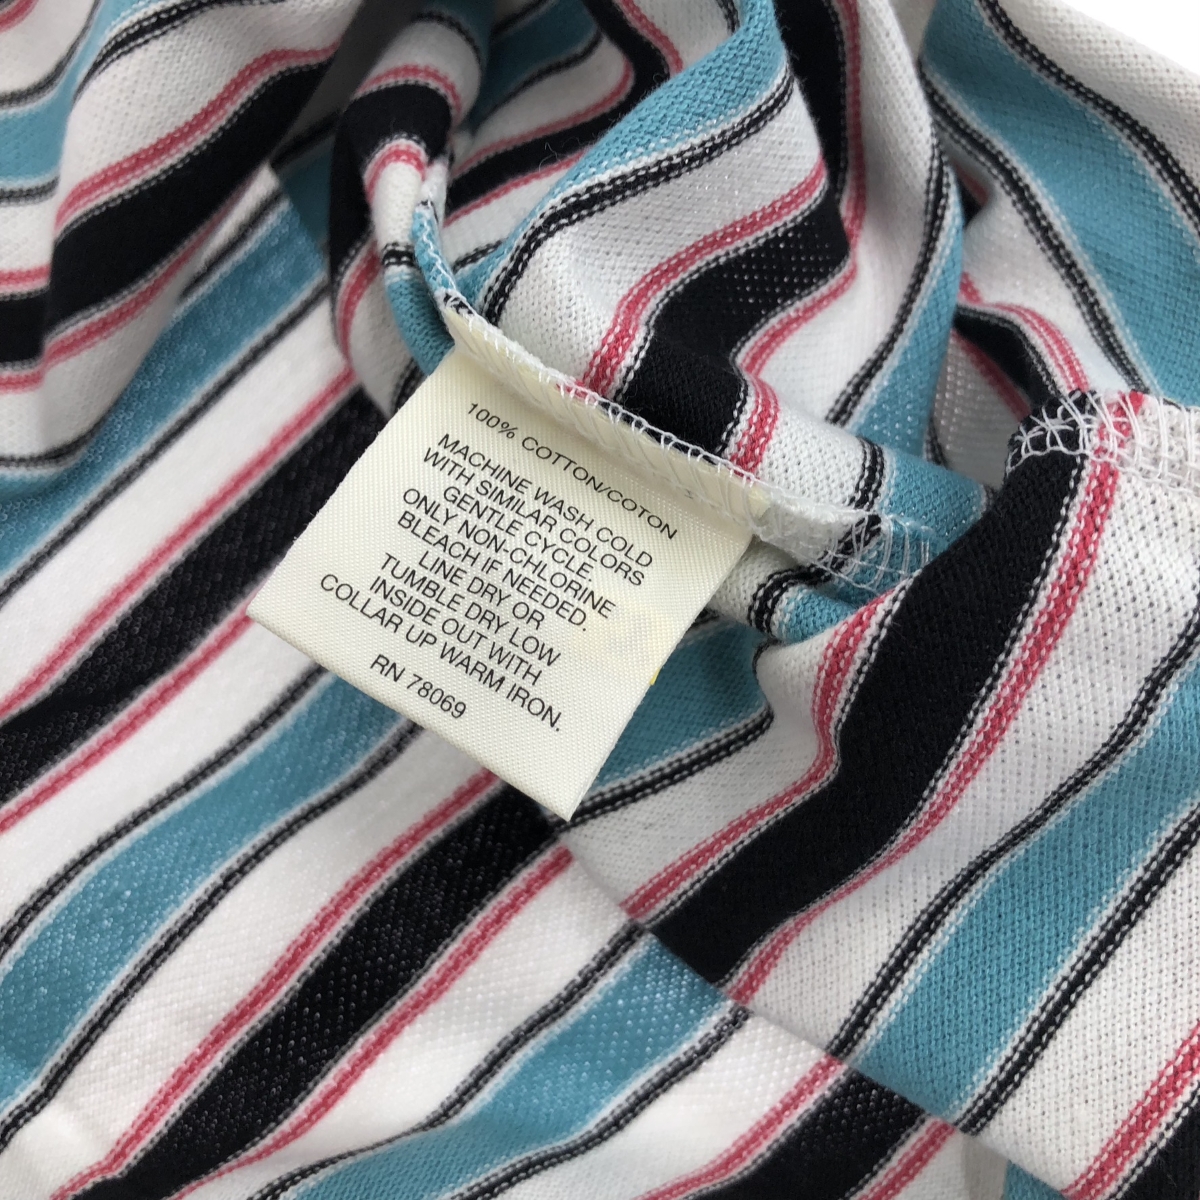 100% COTTON/COTON
MACHINE WASH COLD
WITH SIMILAR COLORS
GENTLE CYCLE.
ONLY NON-CHLORINE
BLEACH IF NEEDED.
LINE DRY OR
TUMBLE DRY LOW
INSIDE OUT WITH
COLLAR UP WARM IRON.
RN 78069